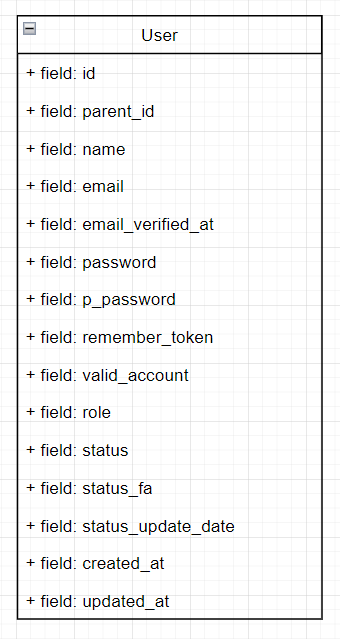 User
+ field: id
+ field: parent_id
+ field: name
+ field: email
+ field: email_verified_at
+ field: password
+ field: p_password
+ field: remember_token
+ field: valid_account
+ field: role
+ field: status
+ field: status_fa
+ field: status_update_date
+ field: created_at
+ field: updated_at